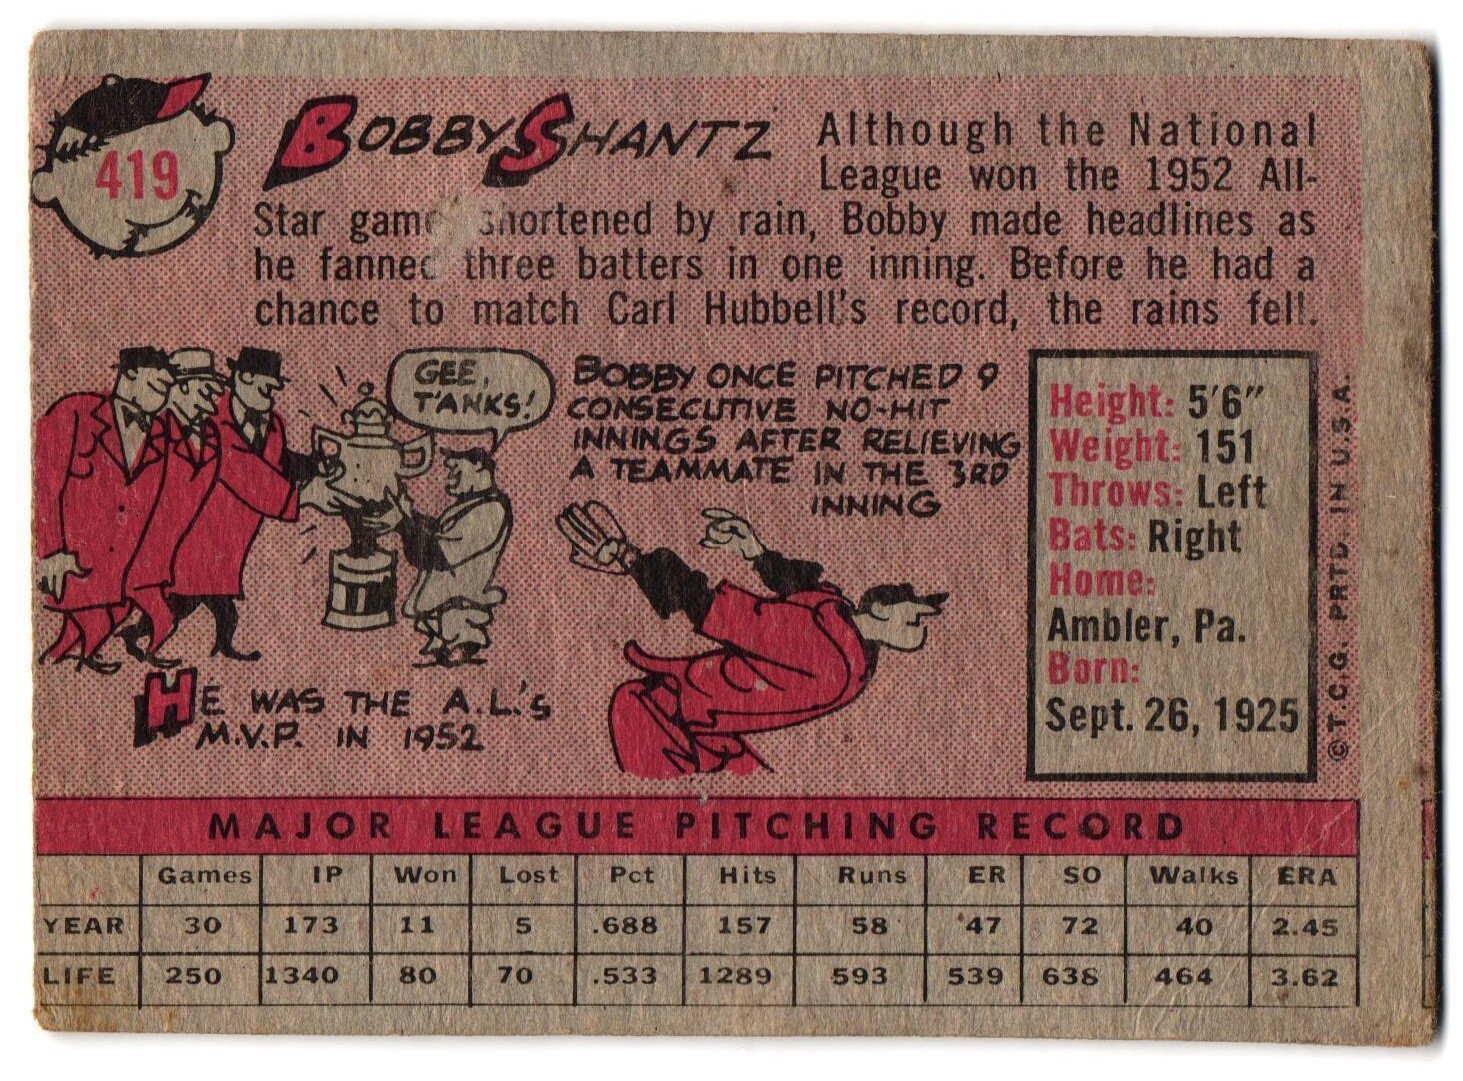 419
BOBBY SHANTZ
Although the National
League won the 1952 All-
Star game shortened by rain, Bobby made headlines as
he fanned three batters in one inning. Before he had a
chance to match Carl Hubbell's record, the rains fell.
GEE,
T'ANKS!
HE WAS THE A.L.'S
M.V.P. IN 1952
BOBBY ONCE PITCHED 9
CONSECUTIVE NO-HIT
INNINGS AFTER RELIEVING
A TEAMMATE IN THE 3RD
INNING
Height: 5'6"
Weight: 151
Throws: Left
Bats: Right
Home:
Ambler, Pa.
Born:
Sept. 26, 1925
© T.C.G. PRTD. IN U.S.A.
MAJOR LEAGUE PITCHING RECORD
Games IP Won Lost Pct Hits Runs ER SO Walks ERA
YEAR 30 173 11 5 .688 157 58 47 72 40 2.45
LIFE 250 1340 80 70 .533 1289 593 539 638 464 3.62